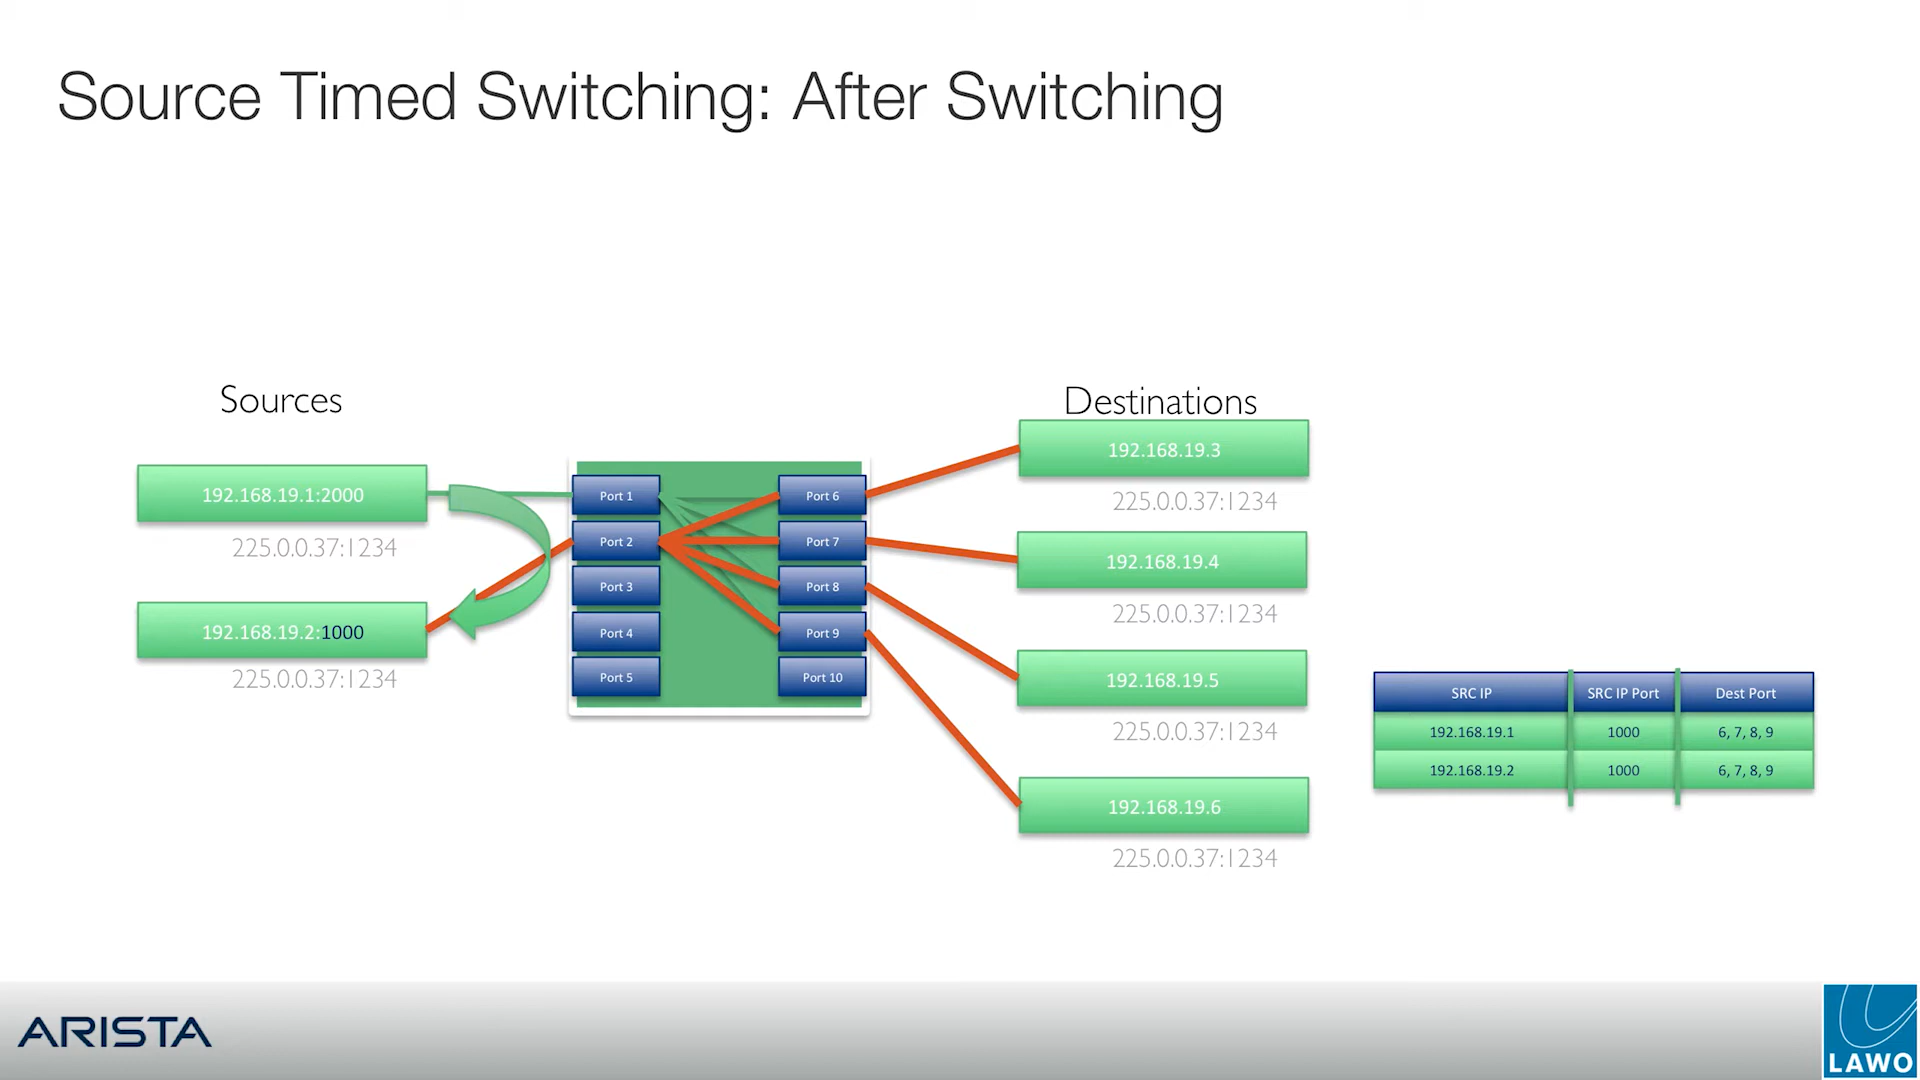 Source Timed Switching: After Switching
Sources
Destinations
192.168.19.1:2000
225.0.0.37:1234
192.168.19.2:1000
225.0.0.37:1234
Port 1
Port 2
Port 3
Port 4
Port 5
Port 6
Port 7
Port 8
Port 9
Port 10
192.168.19.3
225.0.0.37:1234
192.168.19.4
225.0.0.37:1234
192.168.19.5
225.0.0.37:1234
192.168.19.6
225.0.0.37:1234
SRC IP SRC IP Port Dest Port
192.168.19.1 1000 6, 7, 8, 9
192.168.19.2 1000 6, 7, 8, 9
ARISTA
LAWO